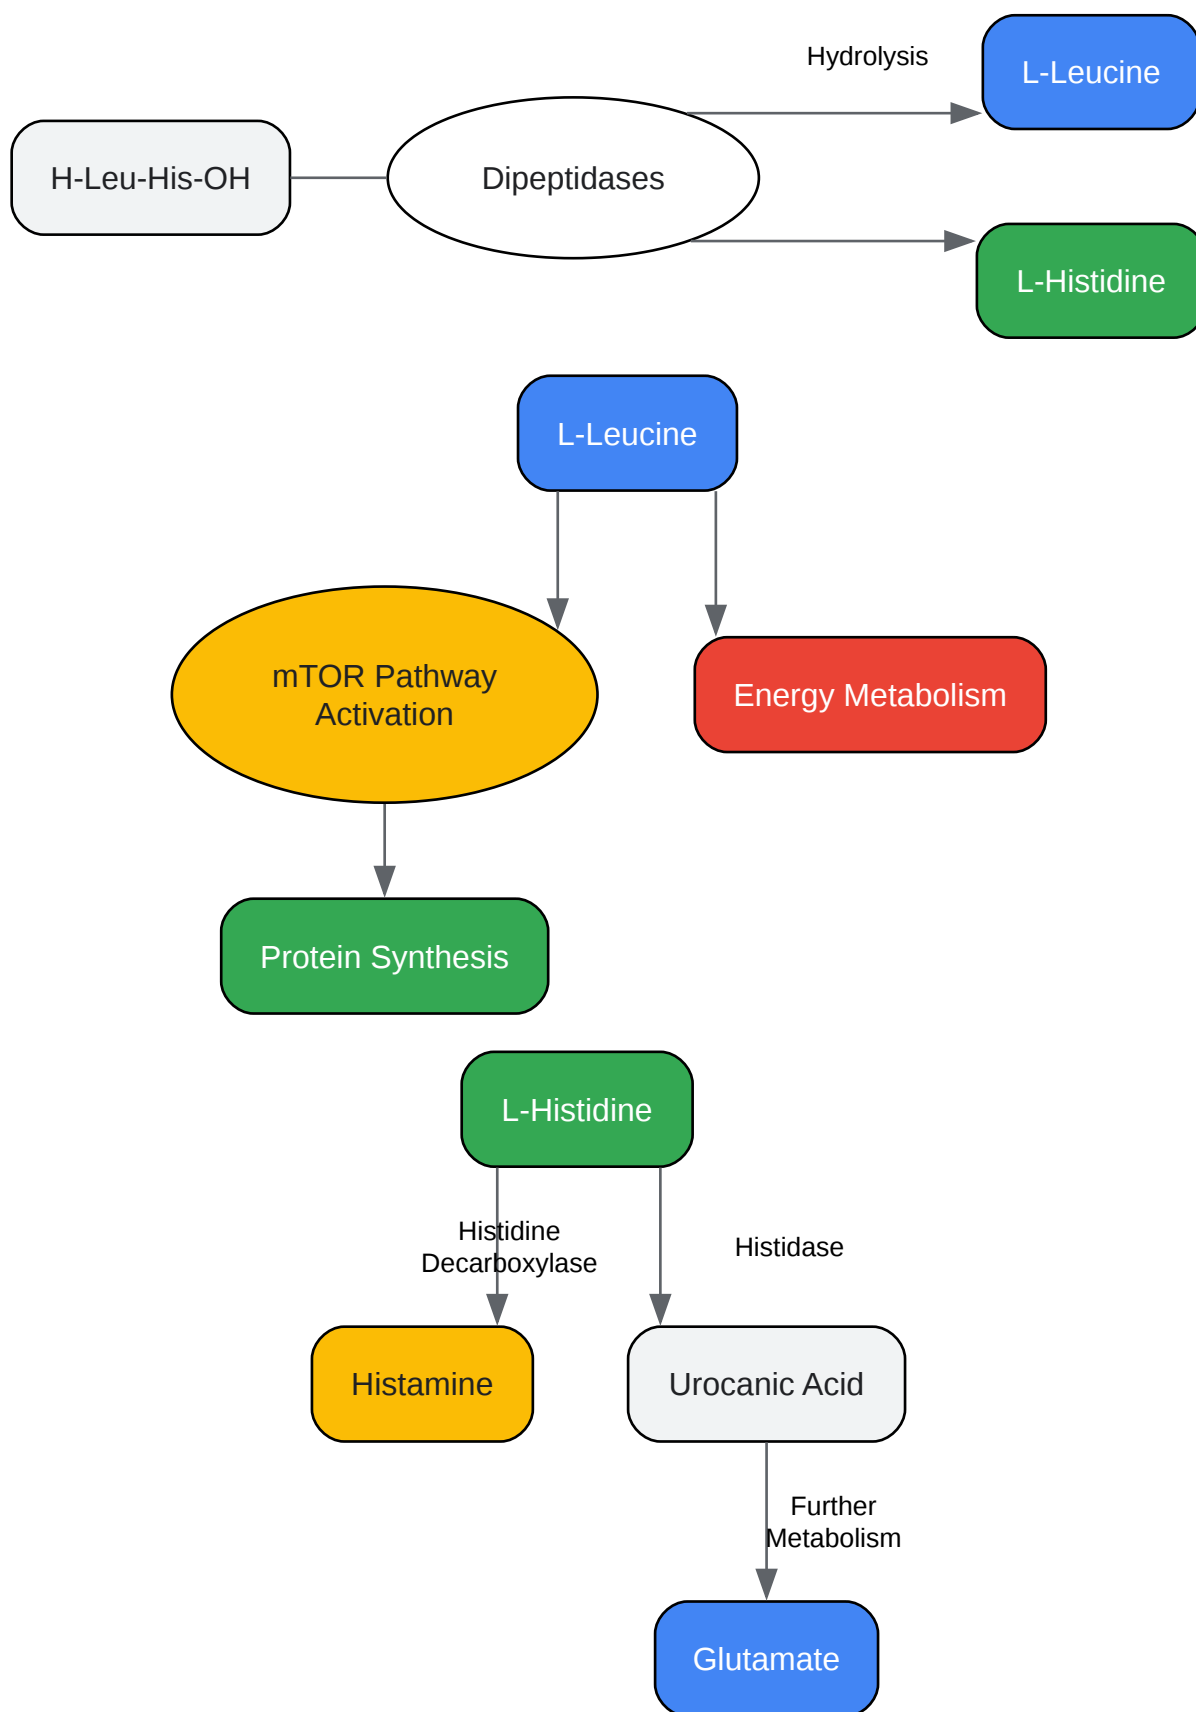 Hydrolysis
L-Leucine
H-Leu-His-OH
Dipeptidases
L-Histidine
L-Leucine
mTOR Pathway
Activation
Energy Metabolism
Protein Synthesis
L-Histidine
Histidine
Decarboxylase
Histidase
Histamine
Urocanic Acid
Further
Metabolism
Glutamate